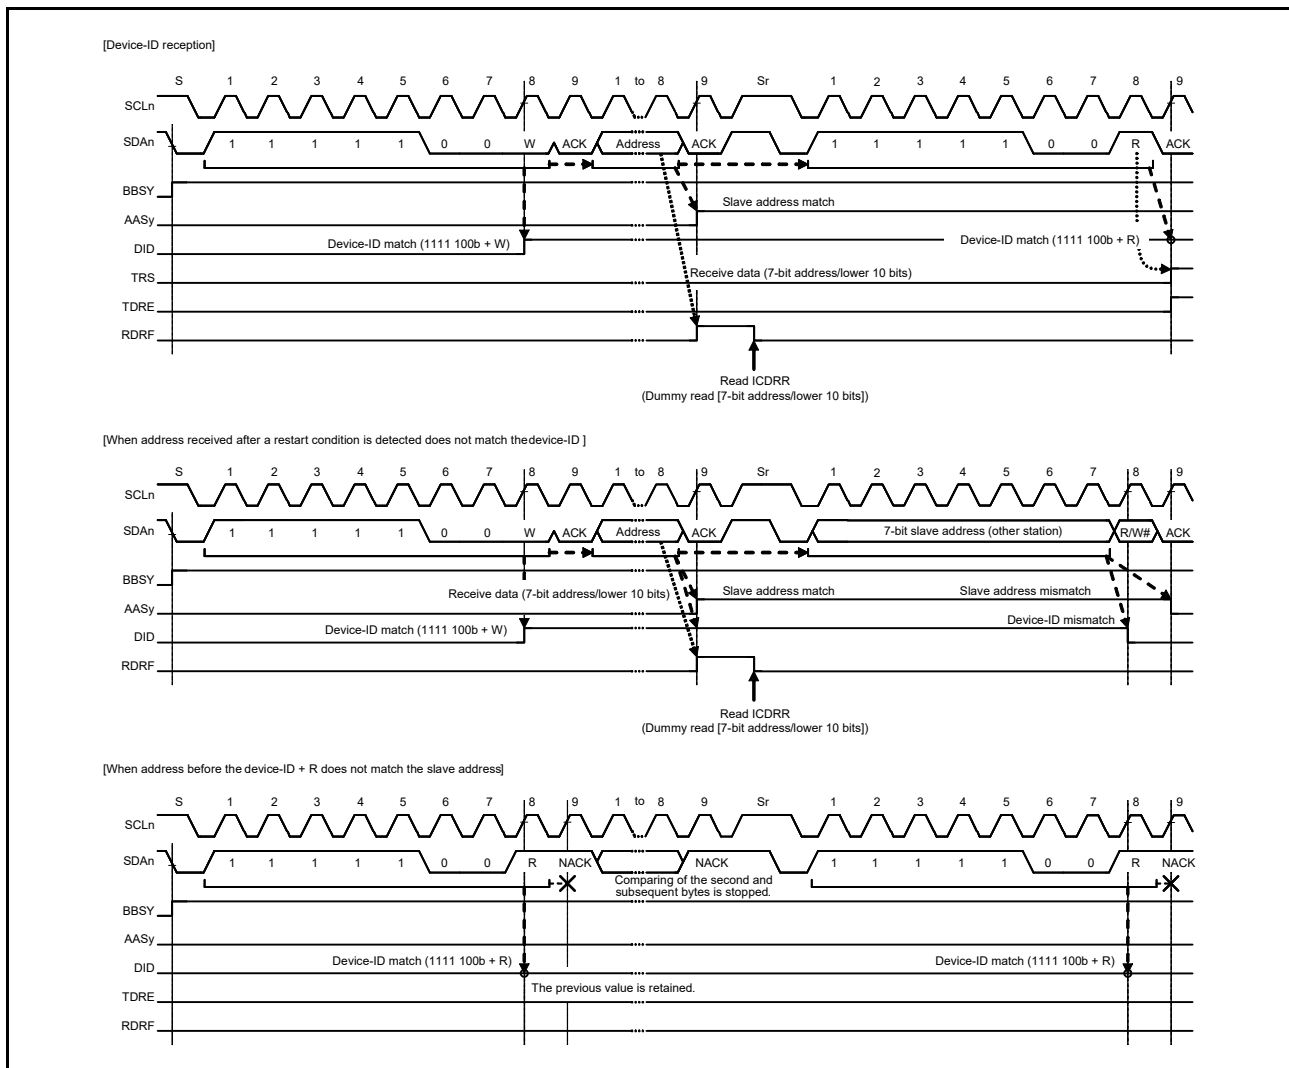 [Device-ID reception]
S 1 2 3 4 5 6 7 8 9 1 to 8 9 Sr 1 2 3 4 5 6 7 8 9
SCLn
SDAn 1 1 1 1 1 0 0 W ACK Address ACK 1 1 1 1 1 0 0 R ACK
BBSY
Slave address match
AASy
Device-ID match (1111 100b + W) Device-ID match (1111 100b + R)
DID
Receive data (7-bit address/lower 10 bits)
TRS
TDRE
RDRF
Read ICDRR
(Dummy read [7-bit address/lower 10 bits])
[When address received after a restart condition is detected does not match thedevice-ID ]
S 1 2 3 4 5 6 7 8 9 1 to 8 9 Sr 1 2 3 4 5 6 7 8 9
SCLn
SDAn 1 1 1 1 1 0 0 W ACK Address ACK 7-bit slave address (other station) R/W# ACK
BBSY
Receive data (7-bit address/lower 10 bits) Slave address match Slave address mismatch
AASy
Device-ID mismatch
Device-ID match (1111 100b + W)
DID
RDRF
Read ICDRR
(Dummy read [7-bit address/lower 10 bits])
[When address before the device-ID + R does not match the slave address]
S 1 2 3 4 5 6 7 8 9 1 to 8 9 Sr 1 2 3 4 5 6 7 8 9
SCLn
SDAn 1 1 1 1 1 0 0 R NACK NACK 1 1 1 1 1 0 0 R NACK
Comparing of the second and
subsequent bytes is stopped.
BBSY
AASy
Device-ID match (1111 100b + R) Device-ID match (1111 100b + R)
DID
The previous value is retained.
TDRE
RDRF